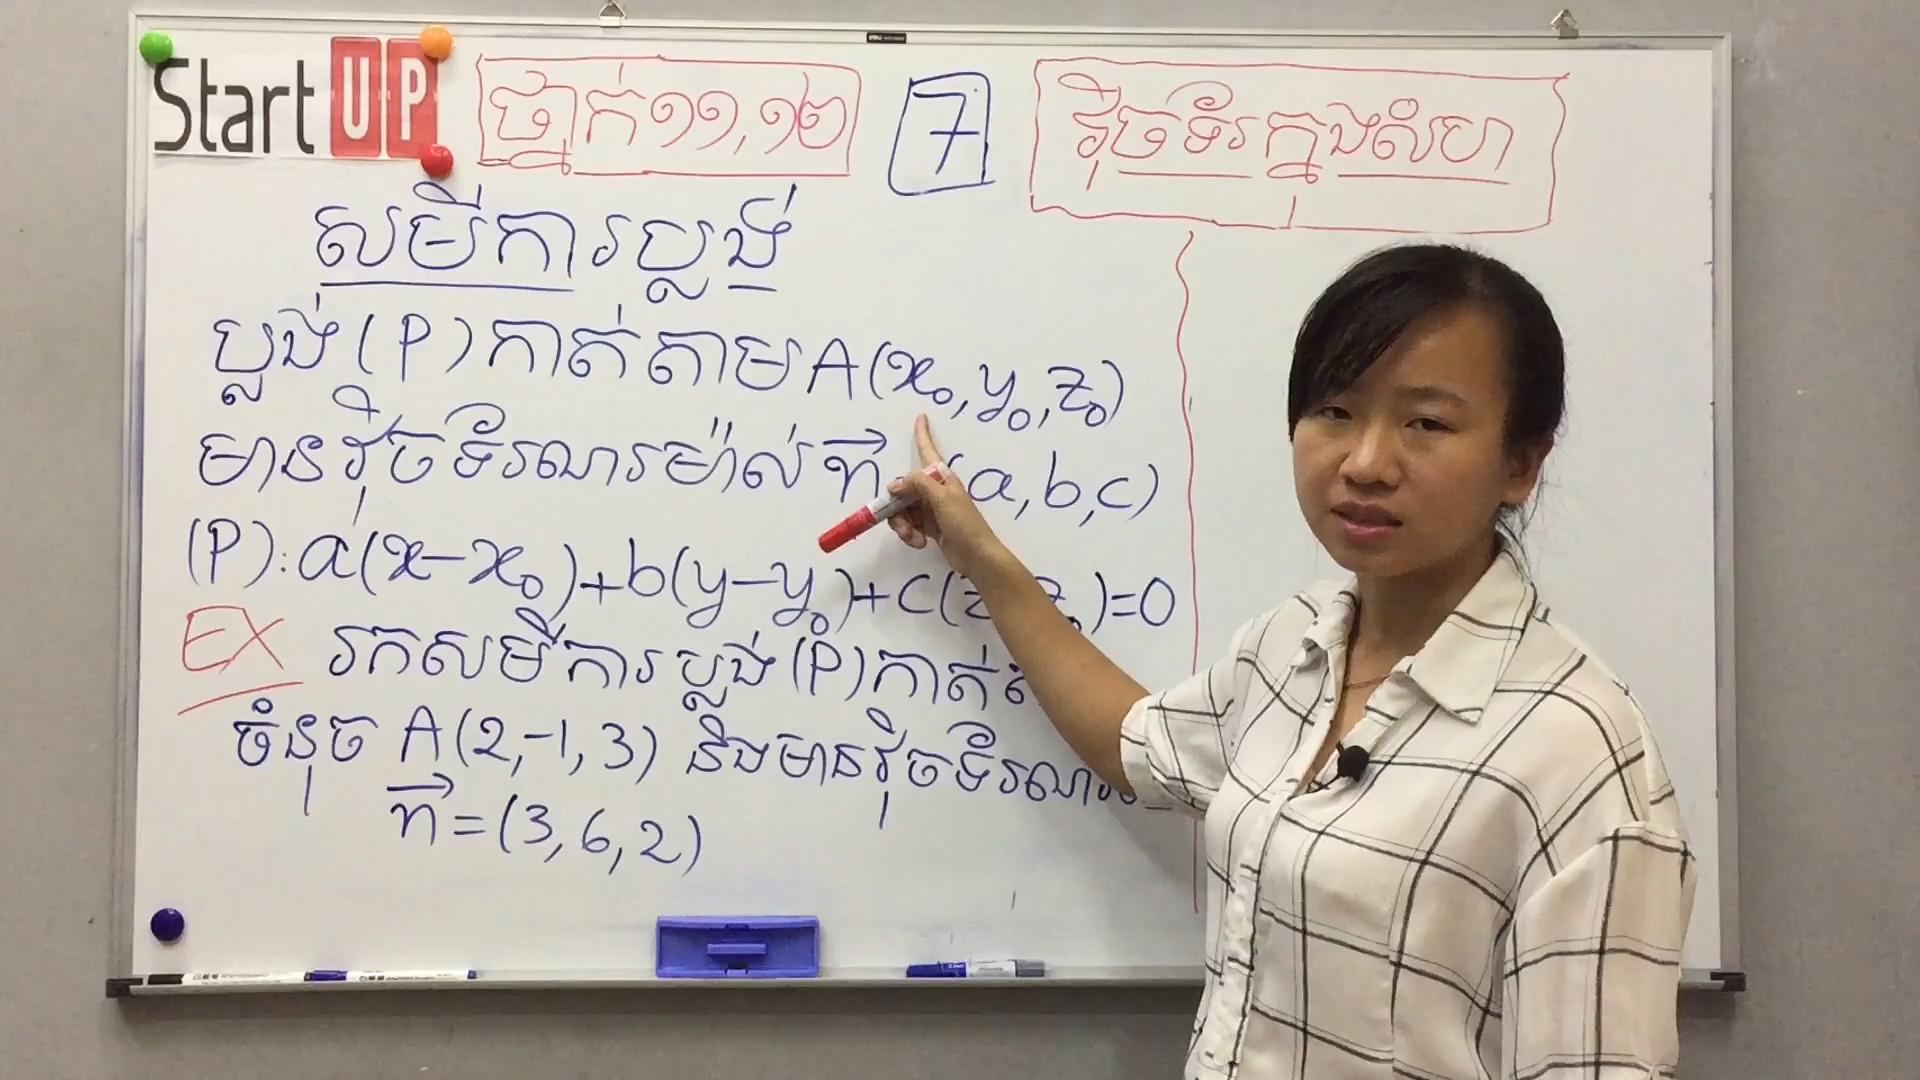 Start UP
ថ្នាក់១១,១២
7
វ៉ិចទ័រក្នុងលំហ
សមីការប្លង់
ប្លង់(P)កាត់តាមA(x₀,y₀,z₀)
មានវ៉ិចទ័រណរម៉ាល់ n⃗ (a,b,c)
(P):a(x-x₀)+b(y-y₀)+c(z z₀)=0
EX រកសមីការប្លង់(P)កាត់
ចំនុច A(2,-1,3) និងមានវ៉ិចទ័រណរ
n⃗=(3,6,2)